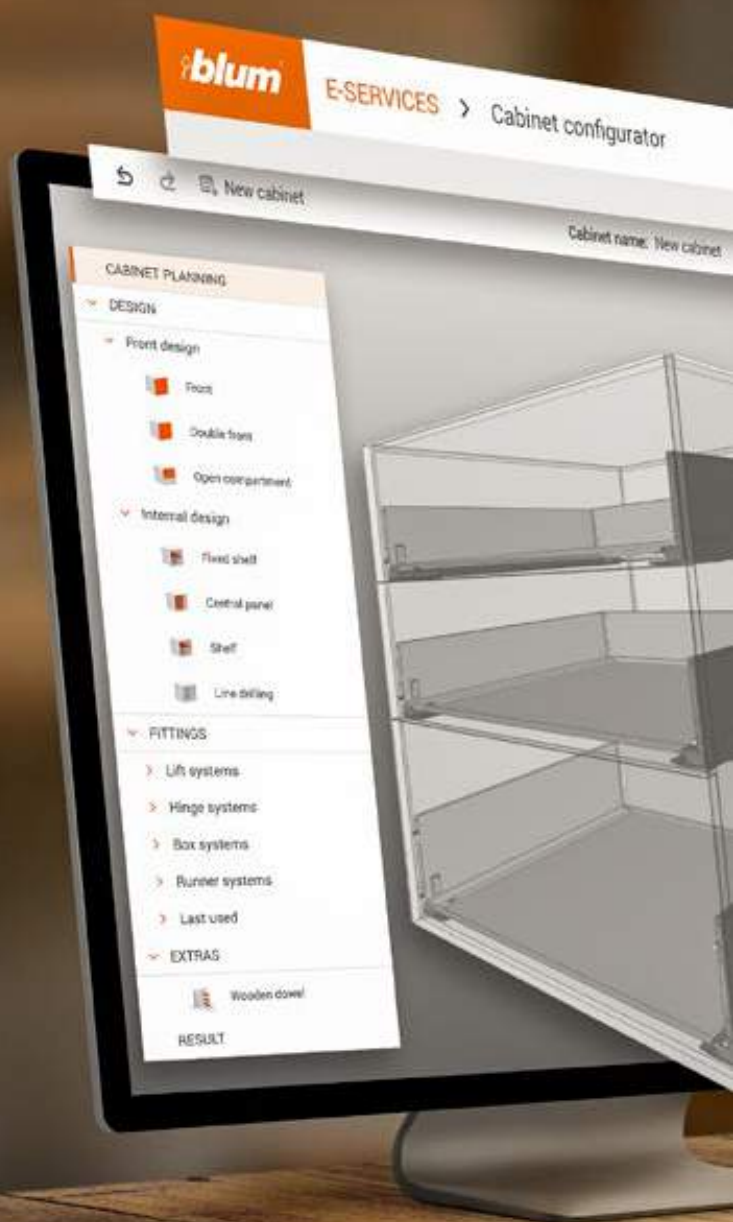 blum
E-SERVICES > Cabinet configurator
New cabinet
Cabinet name: New cabinet
CABINET PLANNING
DESIGN
Front design
Front
Double front
Open compartment
Internal design
Fixed shelf
Central panel
Shelf
Line drilling
FITTINGS
> Lift systems
> Hinge systems
> Box systems
> Runner systems
> Last used
EXTRAS
Wooden dowel
RESULT